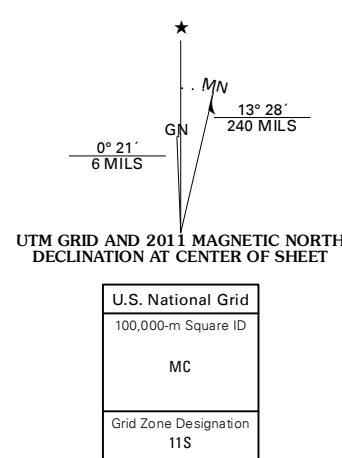 ★
MN
GN
13° 28´
240 MILS
0° 21´
6 MILS
UTM GRID AND 2011 MAGNETIC NORTH
DECLINATION AT CENTER OF SHEET
U.S. National Grid
100,000-m Square ID
MC
Grid Zone Designation
11S